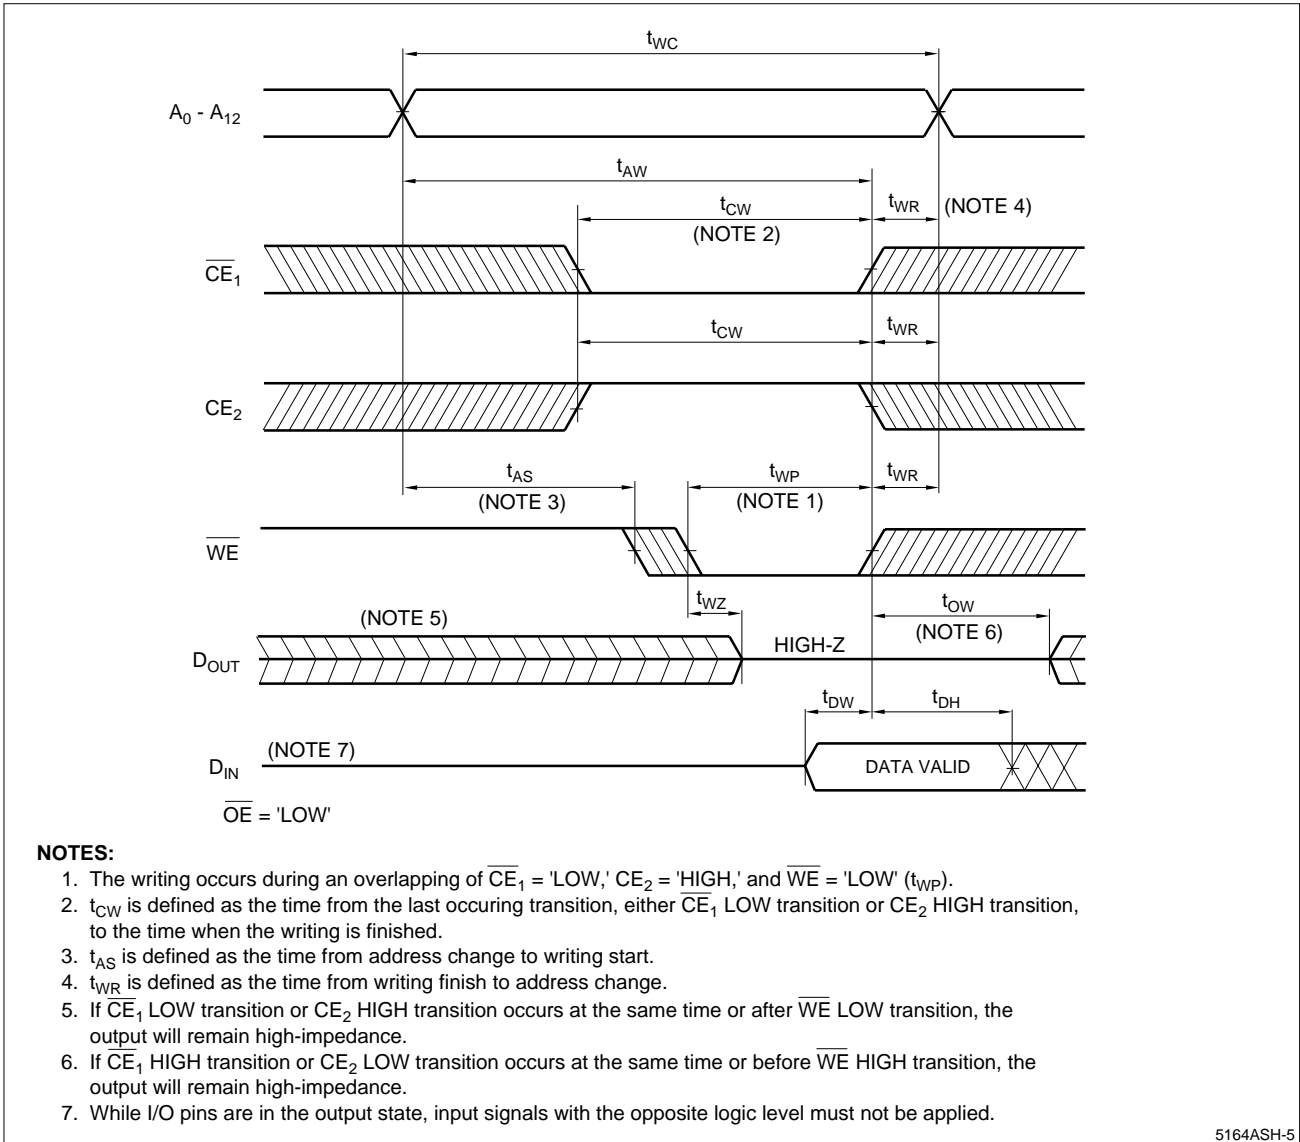 tWC
A0 - A12
tAW
tCW
tWR
(NOTE 4)
(NOTE 2)
CE1
tCW
tWR
CE2
tAS
tWP
tWR
(NOTE 3)
(NOTE 1)
WE
tWZ
tOW
(NOTE 5)
(NOTE 6)
HIGH-Z
DOUT
tDW
tDH
(NOTE 7)
DIN
DATA VALID
OE = 'LOW'
NOTES:
1. The writing occurs during an overlapping of CE1 = 'LOW,' CE2 = 'HIGH,' and WE = 'LOW' (tWP).
2. tCW is defined as the time from the last occuring transition, either CE1 LOW transition or CE2 HIGH transition,
to the time when the writing is finished.
3. tAS is defined as the time from address change to writing start.
4. tWR is defined as the time from writing finish to address change.
5. If CE1 LOW transition or CE2 HIGH transition occurs at the same time or after WE LOW transition, the
output will remain high-impedance.
6. If CE1 HIGH transition or CE2 LOW transition occurs at the same time or before WE HIGH transition, the
output will remain high-impedance.
7. While I/O pins are in the output state, input signals with the opposite logic level must not be applied.
5164ASH-5